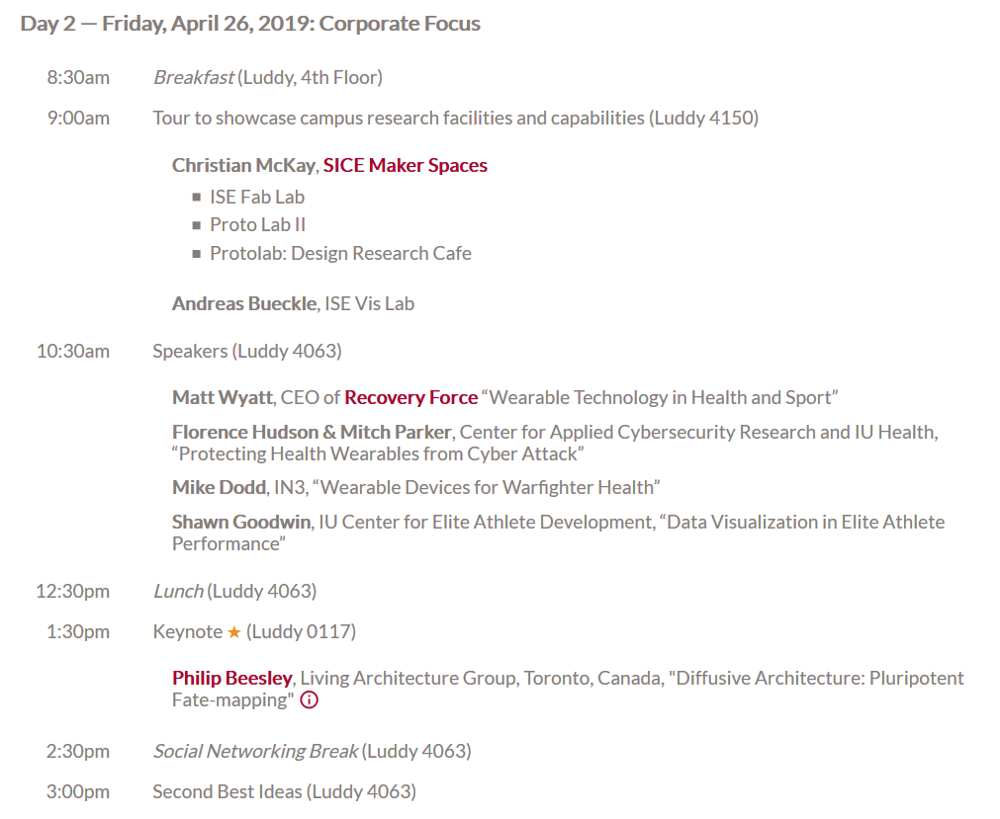 Day 2 — Friday, April 26, 2019: Corporate Focus
8:30am Breakfast (Luddy, 4th Floor)
9:00am Tour to showcase campus research facilities and capabilities (Luddy 4150)
Christian McKay, SICE Maker Spaces
ISE Fab Lab
Proto Lab II
Protolab: Design Research Cafe
Andreas Bueckle, ISE Vis Lab
10:30am Speakers (Luddy 4063)
Matt Wyatt, CEO of Recovery Force “Wearable Technology in Health and Sport”
Florence Hudson & Mitch Parker, Center for Applied Cybersecurity Research and IU Health,
“Protecting Health Wearables from Cyber Attack”
Mike Dodd, IN3, “Wearable Devices for Warfighter Health”
Shawn Goodwin, IU Center for Elite Athlete Development, “Data Visualization in Elite Athlete
Performance”
12:30pm Lunch (Luddy 4063)
1:30pm Keynote ★ (Luddy 0117)
Philip Beesley, Living Architecture Group, Toronto, Canada, "Diffusive Architecture: Pluripotent
Fate-mapping"
2:30pm Social Networking Break (Luddy 4063)
3:00pm Second Best Ideas (Luddy 4063)